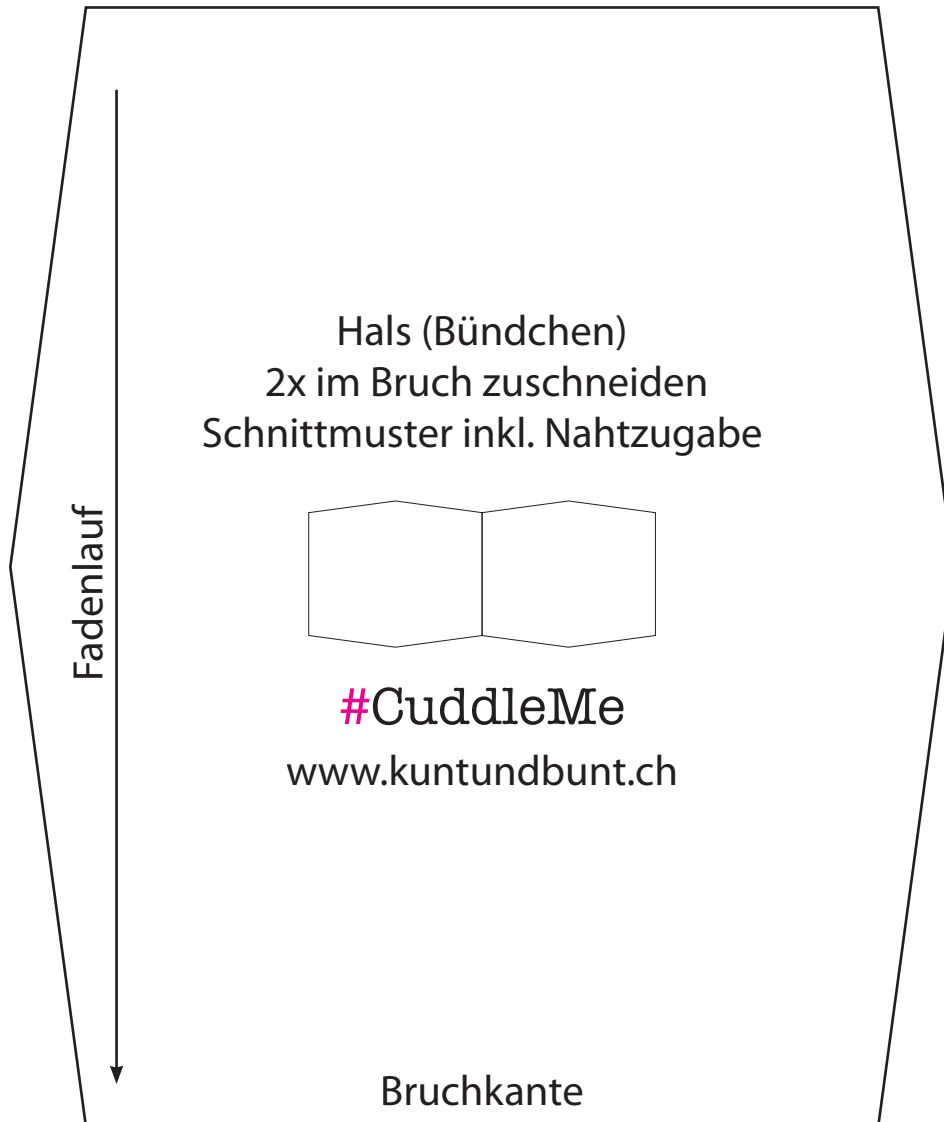 Hals (Bündchen)
2x im Bruch zuschneiden
Schnittmuster inkl. Nahtzugabe
Fadenlauf
#CuddleMe
www.kuntundbunt.ch
Bruchkante